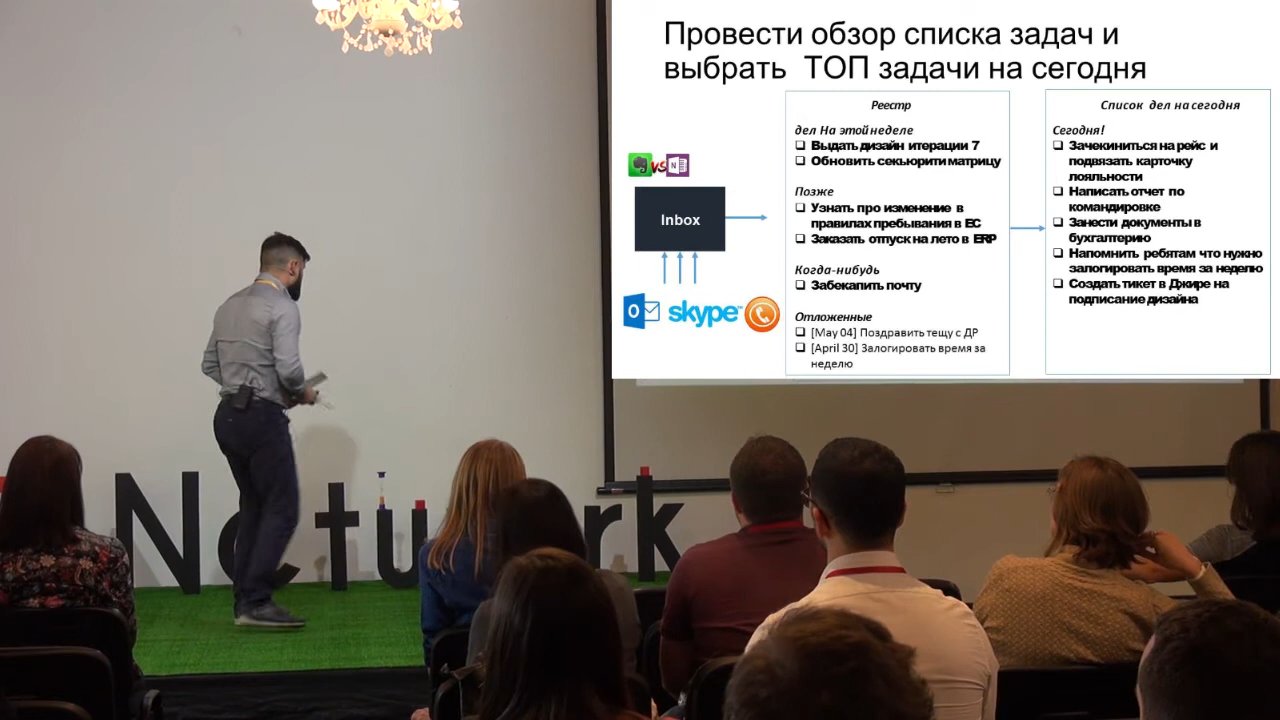 Провести обзор списка задач и
выбрать ТОП задачи на сегодня
vs
Inbox
skype
Реестр
дел На этой неделе
Выдать дизайн итерации 7
Обновить секьюрити матрицу
Позже
Узнать про изменение в
правилах пребывания в ЕС
Заказать отпуск на лето в ERP
Когда-нибудь
Забекапить почту
Отложенные
[May 04] Поздравить тещу с ДР
[April 30] Залогировать время за
неделю
Список дел на сегодня
Сегодня!
Зачекиниться на рейс и
подвязать карточку
лояльности
Написать отчет по
командировке
Занести документы в
бухгалтерию
Напомнить ребятам что нужно
залогировать время за неделю
Создать тикет в Джире на
подписание дизайна
Network